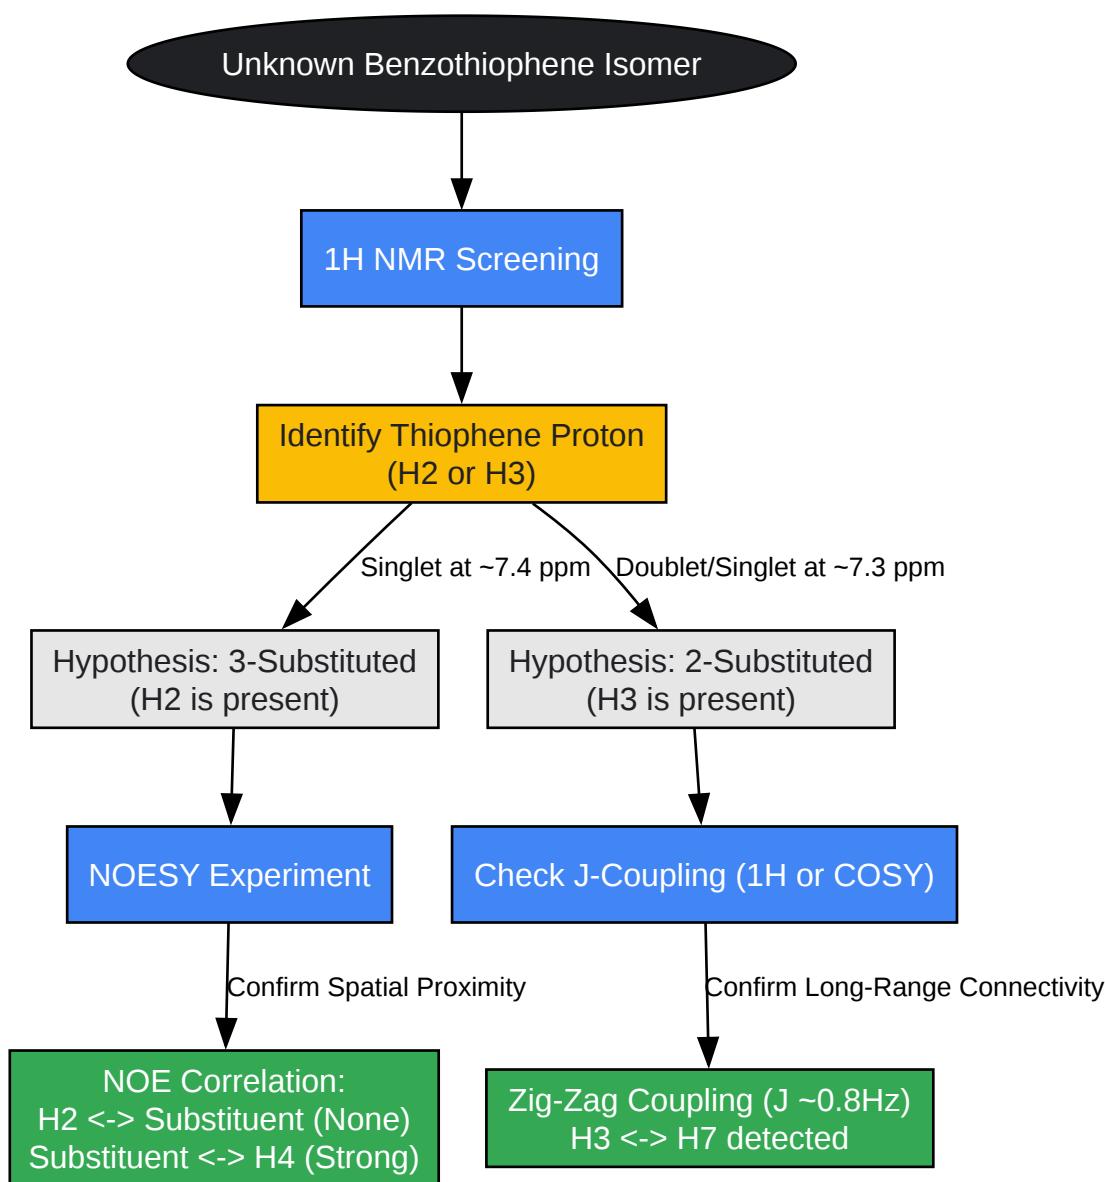 Unknown Benzothiophene Isomer
1H NMR Screening
Identify Thiophene Proton
(H2 or H3)
Singlet at ~7.4 ppm
Doublet/Singlet at ~7.3 ppm
Hypothesis: 3-Substituted
(H2 is present)
Hypothesis: 2-Substituted
(H3 is present)
NOESY Experiment
Check J-Coupling (1H or COSY)
Confirm Spatial Proximity
Confirm Long-Range Connectivity
NOE Correlation:
H2 <-> Substituent (None)
Substituent <-> H4 (Strong)
Zig-Zag Coupling (J ~0.8Hz)
H3 <-> H7 detected